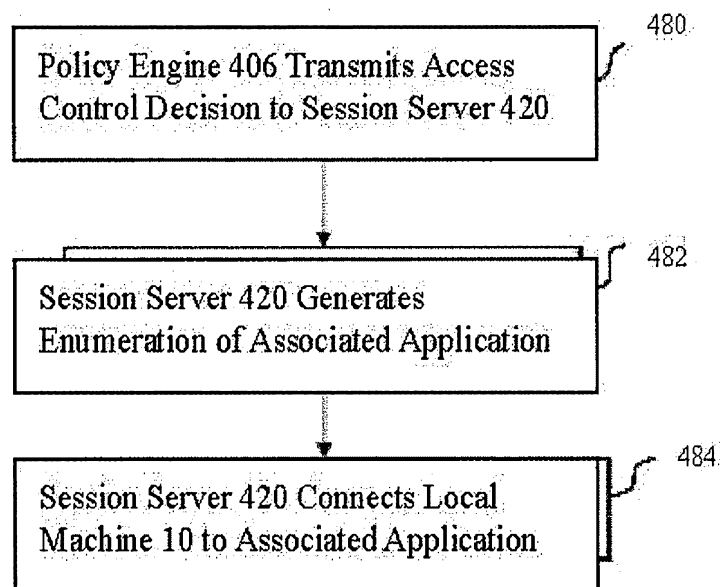 480
Policy Engine 406 Transmits Access
Control Decision to Session Server 420
482
Session Server 420 Generates
Enumeration of Associated Application
484
Session Server 420 Connects Local
Machine 10 to Associated Application